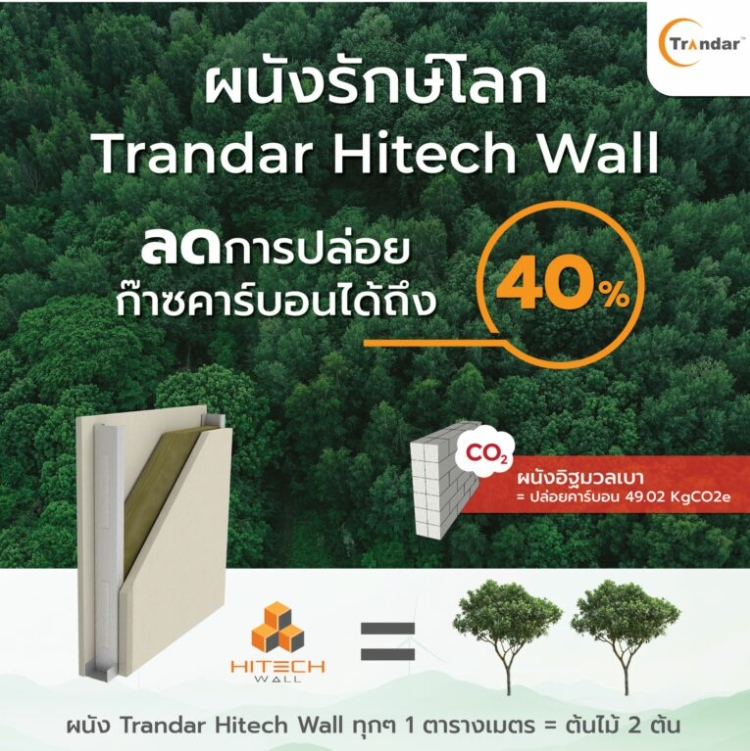 Trandar™
ผนังรักษ์โลก
Trandar Hitech Wall
ลดการปล่อย
ก๊าซคาร์บอนได้ถึง
40%
CO₂
ผนังอิฐมวลเบา
= ปล่อยคาร์บอน 49.02 KgCO2e
HITECH
WALL
=
ผนัง Trandar Hitech Wall ทุกๆ 1 ตารางเมตร = ต้นไม้ 2 ต้น